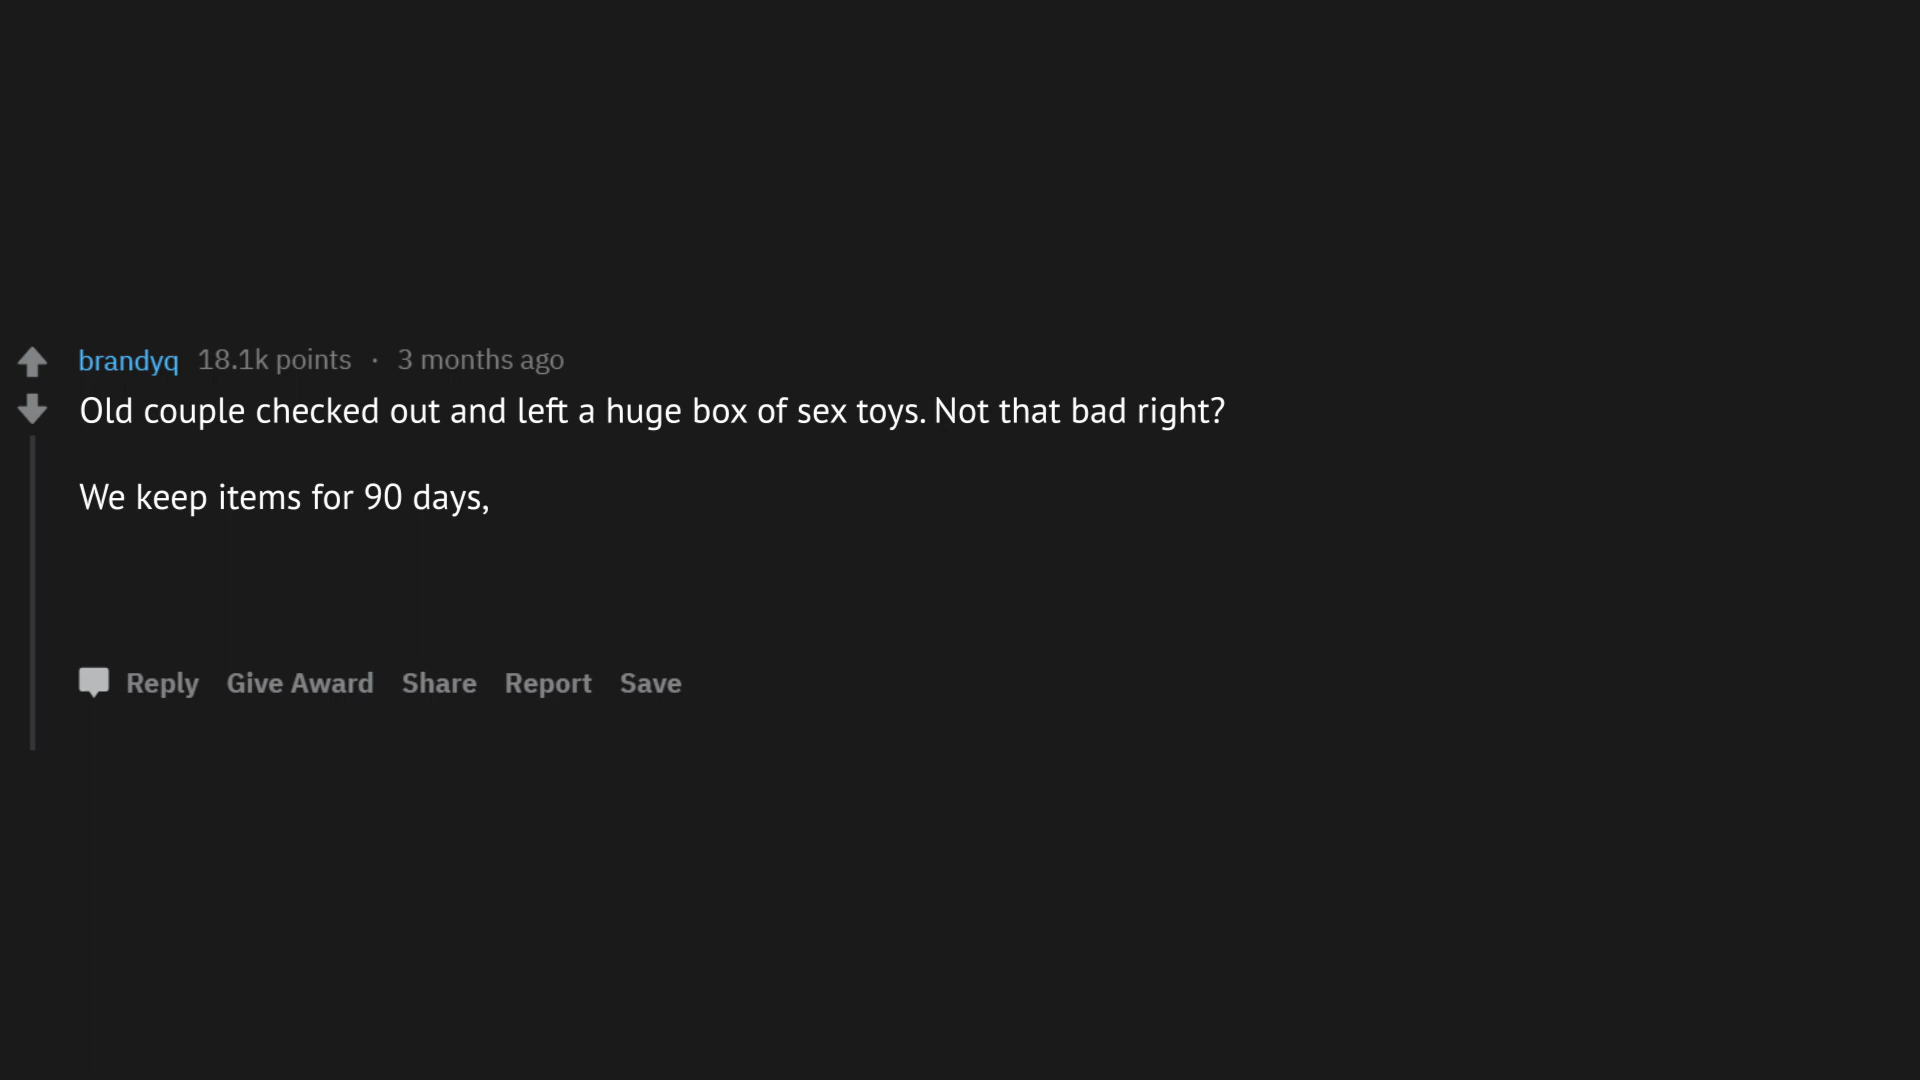 brandyq 18.1k points · 3 months ago
Old couple checked out and left a huge box of sex toys. Not that bad right?
We keep items for 90 days,
Reply Give Award Share Report Save